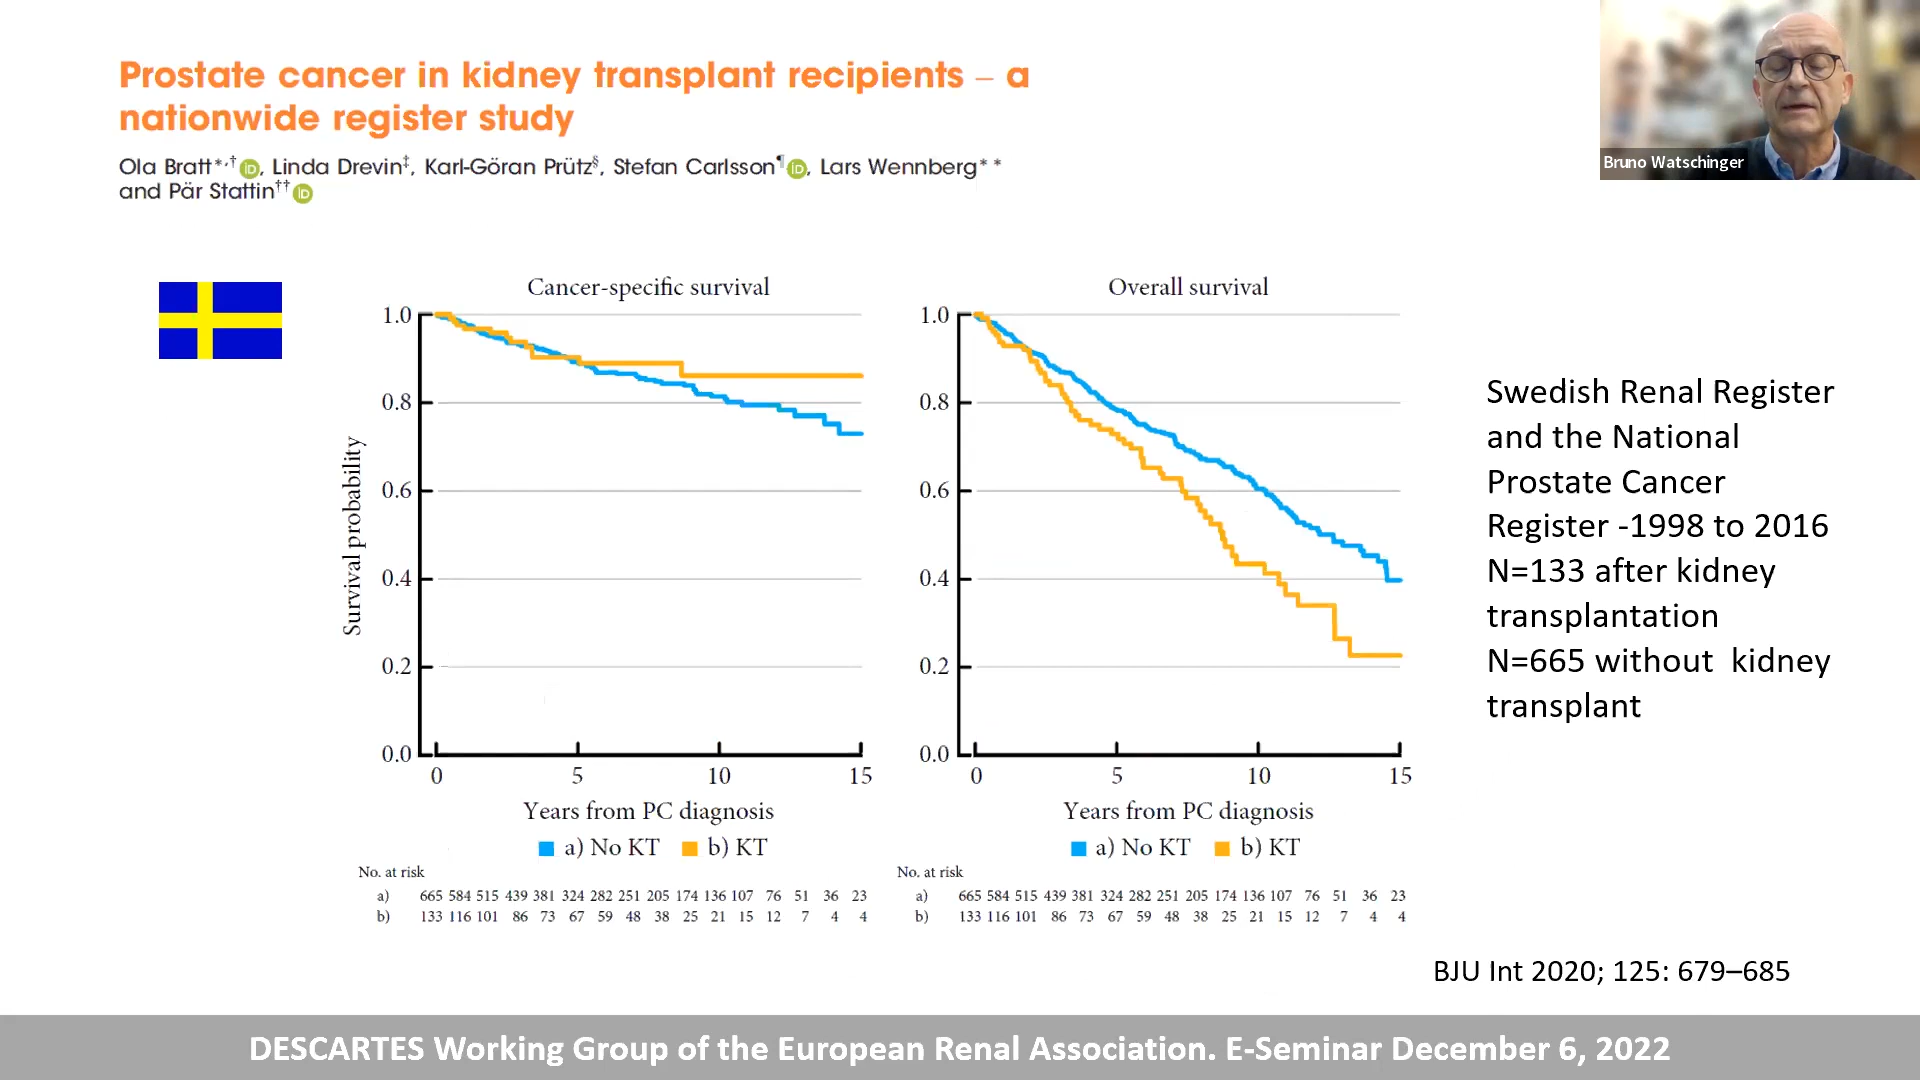 Prostate cancer in kidney transplant recipients – a
nationwide register study
Ola Bratt*,† iD, Linda Drevin‡, Karl-Göran Prütz§, Stefan Carlsson¶ iD, Lars Wennberg**
and Pär Stattin†† iD
Bruno Watschinger
Cancer-specific survival
1.0
0.8
0.6
0.4
0.2
0.0
Survival probability
0 5 10 15
Years from PC diagnosis
a) No KT b) KT
No. at risk
a) 665 584 515 439 381 324 282 251 205 174 136 107 76 51 36 23
b) 133 116 101 86 73 67 59 48 38 25 21 15 12 7 4 4
Overall survival
1.0
0.8
0.6
0.4
0.2
0.0
0 5 10 15
Years from PC diagnosis
a) No KT b) KT
No. at risk
a) 665 584 515 439 381 324 282 251 205 174 136 107 76 51 36 23
b) 133 116 101 86 73 67 59 48 38 25 21 15 12 7 4 4
Swedish Renal Register
and the National
Prostate Cancer
Register -1998 to 2016
N=133 after kidney
transplantation
N=665 without  kidney
transplant
BJU Int 2020; 125: 679–685
DESCARTES Working Group of the European Renal Association. E-Seminar December 6, 2022